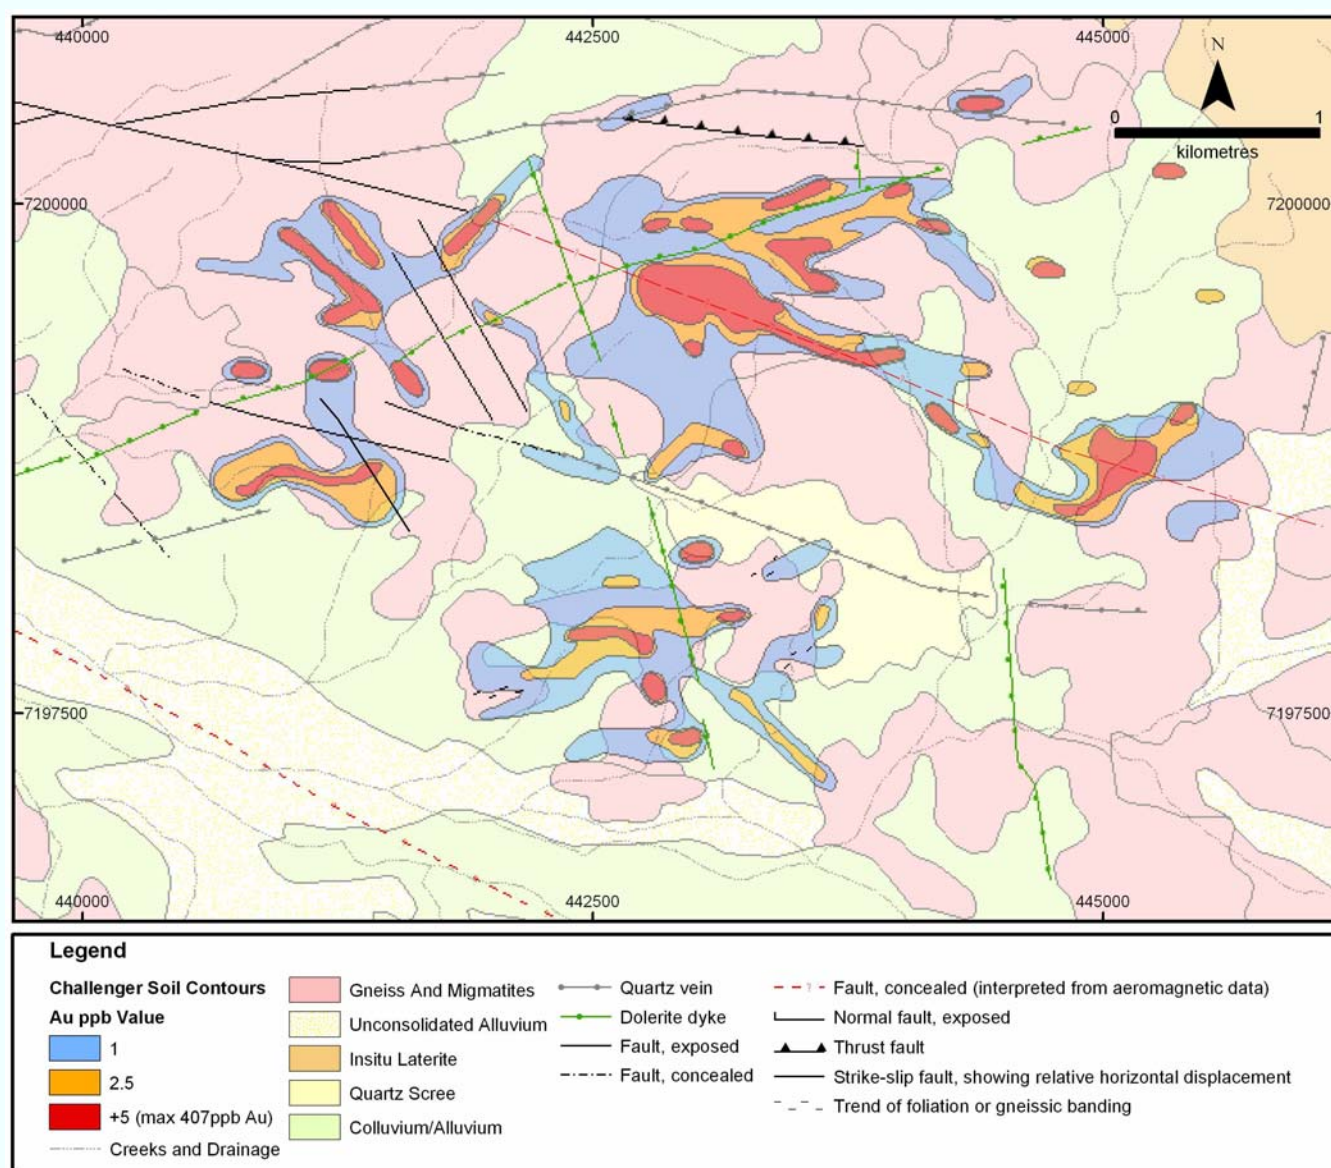 440000 442500 445000
N
0 1
kilometres
7200000 7200000
7197500 7197500
440000 442500 445000
Legend
Challenger Soil Contours
Au ppb Value
1
2.5
+5 (max 407ppb Au)
Creeks and Drainage
Gneiss And Migmatites
Unconsolidated Alluvium
Insitu Laterite
Quartz Scree
Colluvium/Alluvium
Quartz vein
Dolerite dyke
Fault, exposed
Fault, concealed
? Fault, concealed (interpreted from aeromagnetic data)
Normal fault, exposed
Thrust fault
Strike-slip fault, showing relative horizontal displacement
Trend of foliation or gneissic banding